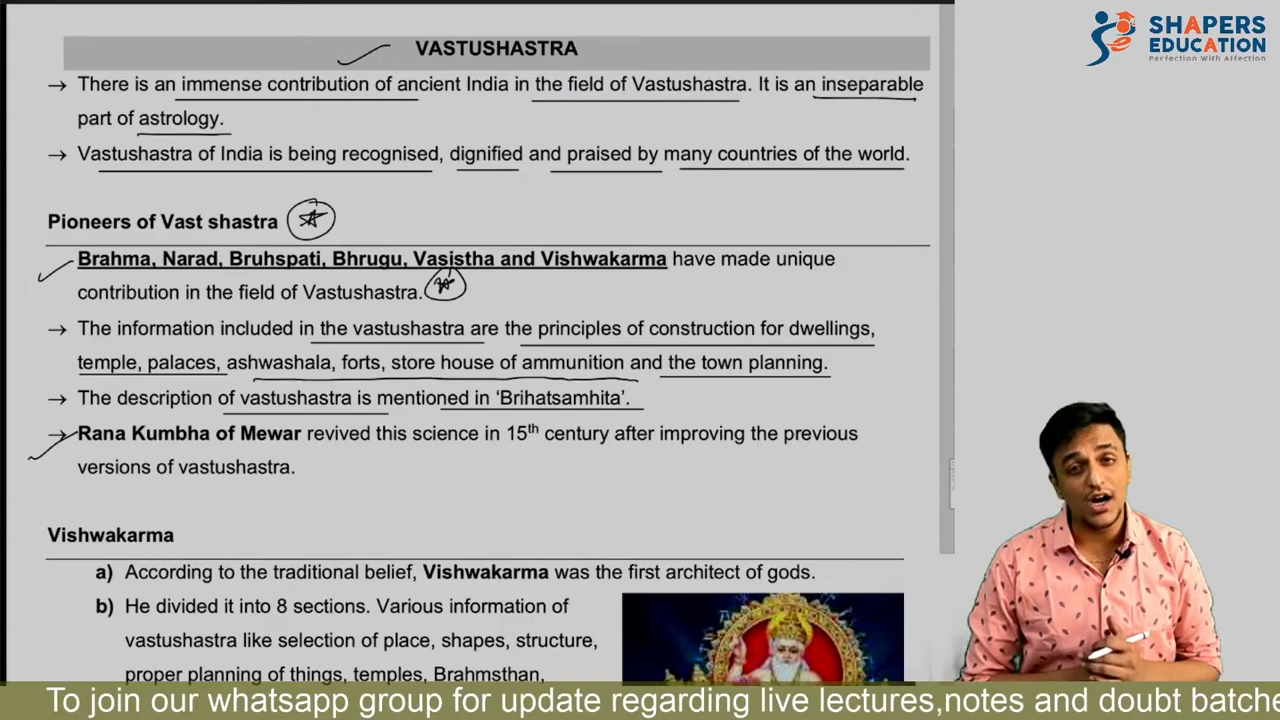 SHAPERS
EDUCATION
Perfection With Affection
VASTUSHASTRA
→ There is an immense contribution of ancient India in the field of Vastushastra. It is an inseparable
part of astrology.
→ Vastushastra of India is being recognised, dignified and praised by many countries of the world.
Pioneers of Vast shastra
Brahma, Narad, Bruhspati, Bhrugu, Vasistha and Vishwakarma have made unique
contribution in the field of Vastushastra.
→ The information included in the vastushastra are the principles of construction for dwellings,
temple, palaces, ashwashala, forts, store house of ammunition and the town planning.
→ The description of vastushastra is mentioned in ‘Brihatsamhita’.
→ Rana Kumbha of Mewar revived this science in 15th century after improving the previous
versions of vastushastra.
Vishwakarma
a) According to the traditional belief, Vishwakarma was the first architect of gods.
b) He divided it into 8 sections. Various information of
vastushastra like selection of place, shapes, structure,
proper planning of things, temples, Brahmsthan,
To join our whatsapp group for update regarding live lectures,notes and doubt batche